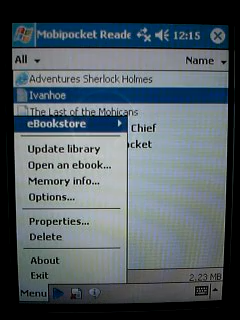 Mobipocket Reade 12:15
All Name
Adventures Sherlock Holmes
Ivanhoe
The Last of the Mohicans
eBookstore
Chief
Update library
cket
Open an ebook...
Memory info...
Options...
Properties...
Delete
About
Exit
2.23 MB
Menu